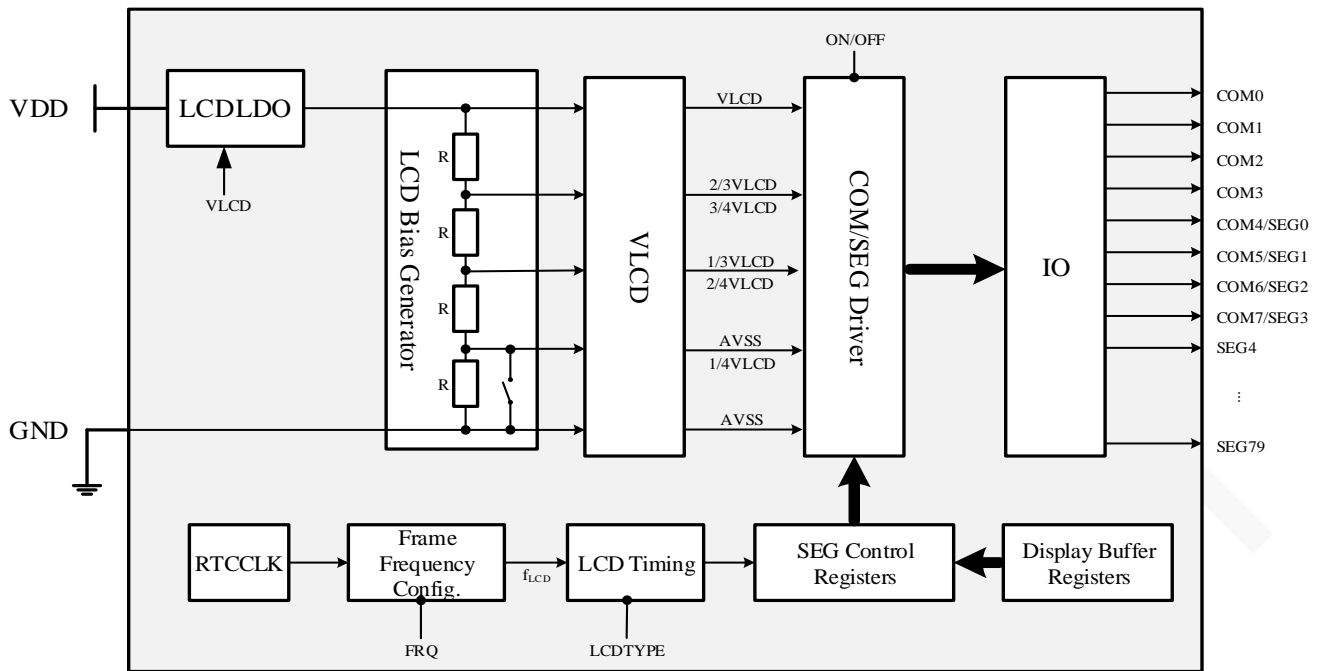 ON/OFF
VDD
LCDLDO
VLCD
LCD Bias Generator
R
R
R
R
VLCD
VLCD
2/3VLCD
3/4VLCD
1/3VLCD
2/4VLCD
AVSS
1/4VLCD
AVSS
COM/SEG Driver
IO
COM0
COM1
COM2
COM3
COM4/SEG0
COM5/SEG1
COM6/SEG2
COM7/SEG3
SEG4
...
SEG79
GND
RTCCLK
Frame
Frequency
Config.
fLCD
LCD Timing
SEG Control
Registers
Display Buffer
Registers
FRQ
LCDTYPE